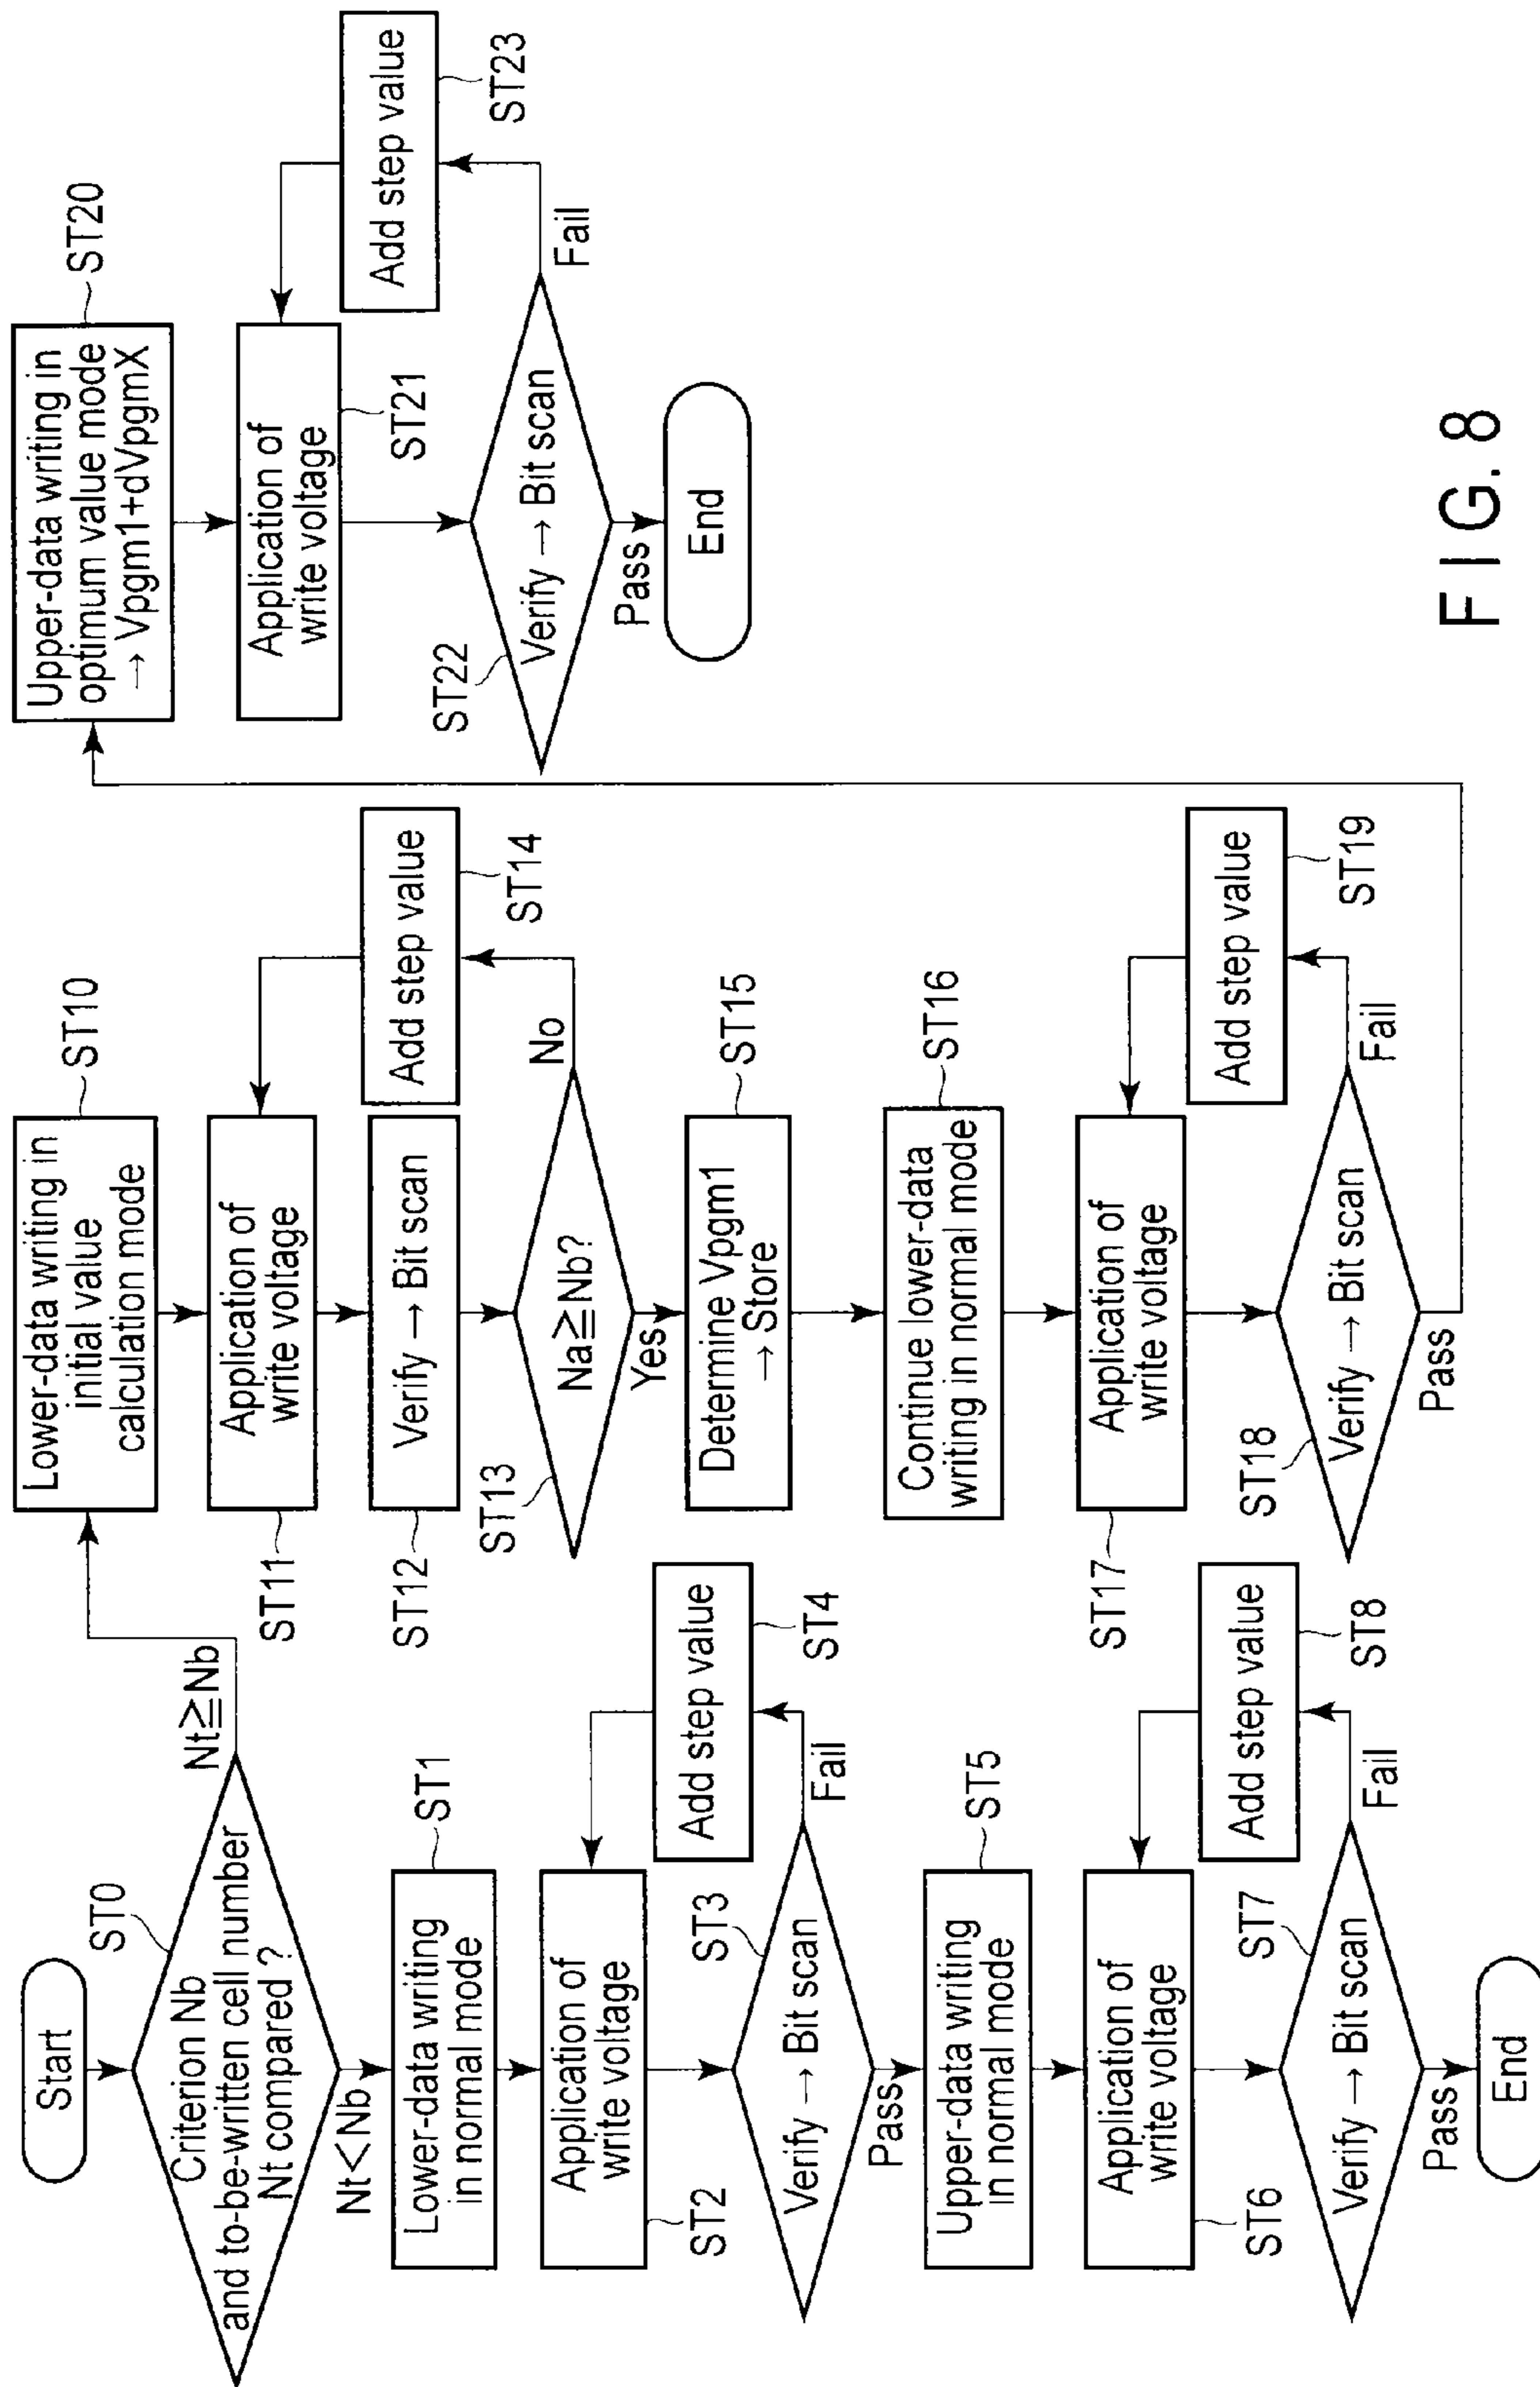 Start
ST0
Criterion Nb
and to-be-written cell number
Nt compared ?
Nt≧Nb
Nt<Nb
Lower-data writing
in normal mode
ST1
Application of
write voltage
ST2
Verify → Bit scan
ST3
Fail
Add step value
ST4
Pass
Upper-data writing
in normal mode
ST5
Application of
write voltage
ST6
Verify → Bit scan
ST7
Fail
Add step value
ST8
Pass
End
Lower-data writing in
initial value
calculation mode
ST10
Application of
write voltage
ST11
Verify → Bit scan
ST12
Na≧Nb?
ST13
No
Add step value
ST14
Yes
Determine Vpgm1
→ Store
ST15
Continue lower-data
writing in normal mode
ST16
Application of
write voltage
ST17
Verify → Bit scan
ST18
Fail
Add step value
ST19
Pass
Upper-data writing in
optimum value mode
→ Vpgm1+dVpgmX
ST20
Application of
write voltage
ST21
Verify → Bit scan
ST22
Fail
Add step value
ST23
Pass
End
FIG. 8